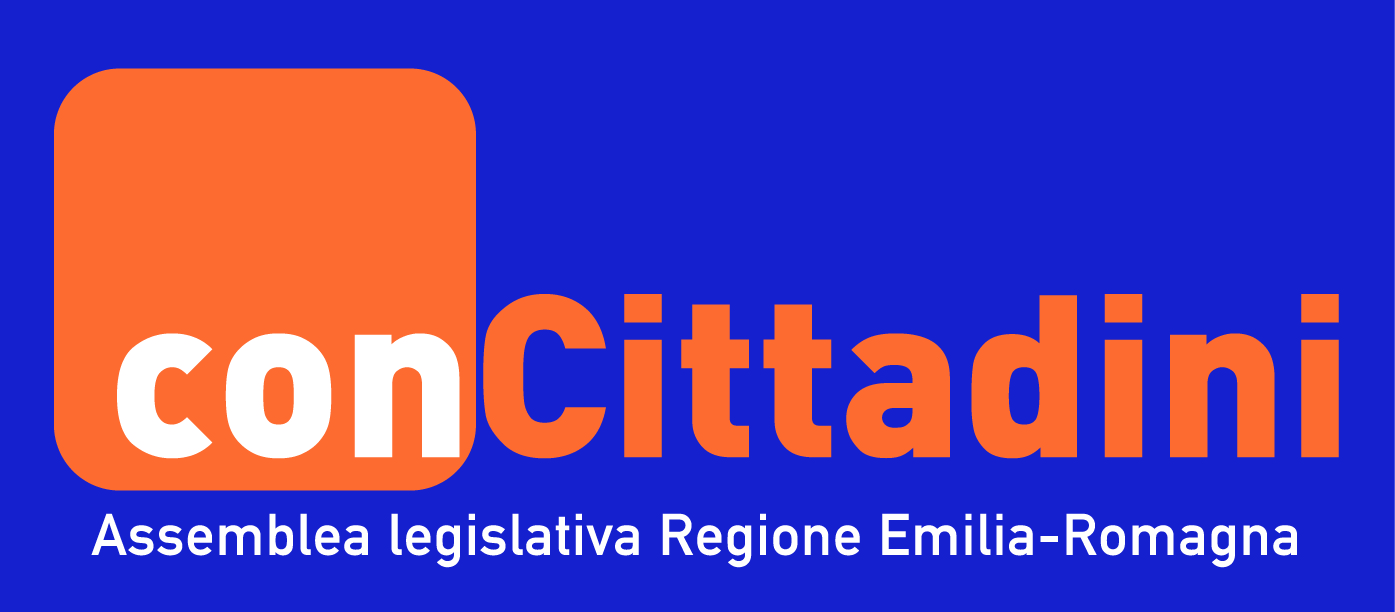 conCittadini
Assemblea legislativa Regione Emilia-Romagna